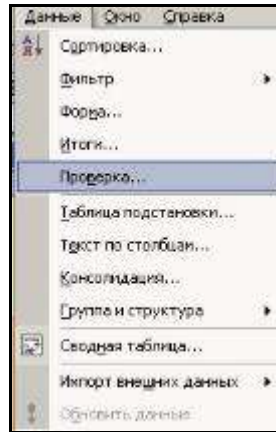 Данные Окно Справка
Сортировка...
Фильтр
Форма...
Итоги...
Проверка...
Таблица подстановки...
Текст по столбцам...
Консолидация...
Группа и структура
Сводная таблица...
Импорт внешних данных
Обновить данные